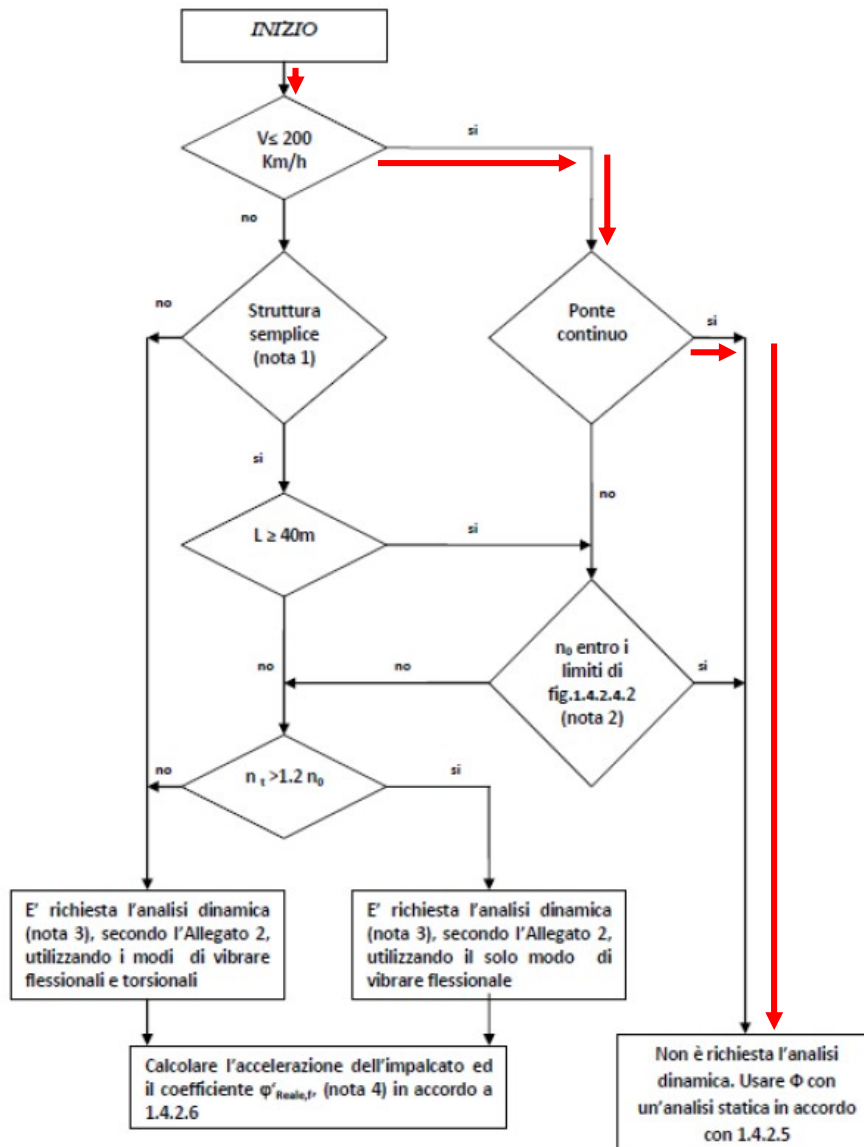 INIZIO
si
V≤ 200
Km/h
no
no
Struttura
semplice
(nota 1)
Ponte
continuo
si
si
no
L ≥ 40m
si
no
no
n₀ entro i
limiti di
fig.1.4.2.4.2
(nota 2)
si
no
n t >1.2 n₀
si
E' richiesta l'analisi dinamica
(nota 3), secondo l'Allegato 2,
utilizzando i modi di vibrare
flessionali e torsionali
E' richiesta l'analisi dinamica
(nota 3), secondo l'Allegato 2,
utilizzando il solo modo di
vibrare flessionale
Calcolare l'accelerazione dell'impalcato ed
il coefficiente φ'Reale,f, (nota 4) in accordo a
1.4.2.6
Non è richiesta l'analisi
dinamica. Usare Φ con
un'analisi statica in accordo
con 1.4.2.5